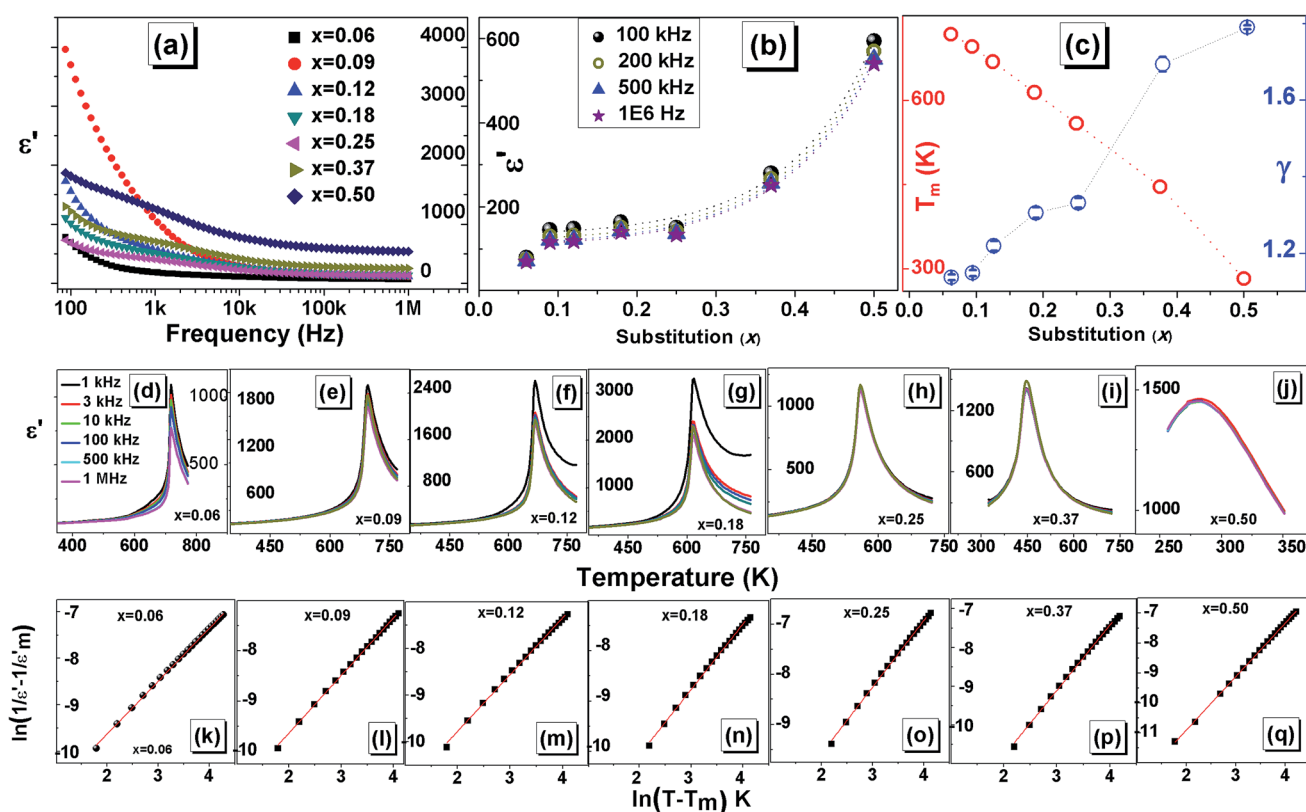 (a)
x=0.06
x=0.09
x=0.12
x=0.18
x=0.25
x=0.37
x=0.50
4000
3000
2000
1000
0
ε'
100 1k 10k 100k 1M
Frequency (Hz)
(b)
100 kHz
200 kHz
500 kHz
1E6 Hz
600
400
200
ε'
0.0 0.1 0.2 0.3 0.4 0.5
Substitution (x)
(c)
600
300
Tm (K)
1.6
1.2
γ
0.0 0.1 0.2 0.3 0.4 0.5
Substitution (x)
ε'
1 kHz
3 kHz
10 kHz
100 kHz
500 kHz
1 MHz
(d)
1000
500
x=0.06
400 600 800
(e)
1800
1200
600
x=0.09
450 600 750
(f)
2400
1600
800
x=0.12
450 600 750
(g)
3000
2000
1000
x=0.18
450 600 750
(h)
1000
500
0
x=0.25
450 600 750
(i)
1200
600
0
x=0.37
300 450 600 750
(j)
1500
1000
x=0.50
250 300 350
Temperature (K)
ln(1/ε'-1/ε'm)
-7
-8
-9
-10
x=0.06
x=0.06
(k)
2 3 4
-7
-8
-9
-10
x=0.09
(l)
2 3 4
-7
-8
-9
-10
x=0.12
(m)
2 3 4
-7
-8
-9
-10
x=0.18
(n)
2 3 4
-7
-8
-9
x=0.25
(o)
2 3 4
-7
-8
-9
-10
x=0.37
(p)
2 3 4
-7
-8
-9
-10
-11
x=0.50
(q)
2 3 4
ln(T-Tm) K